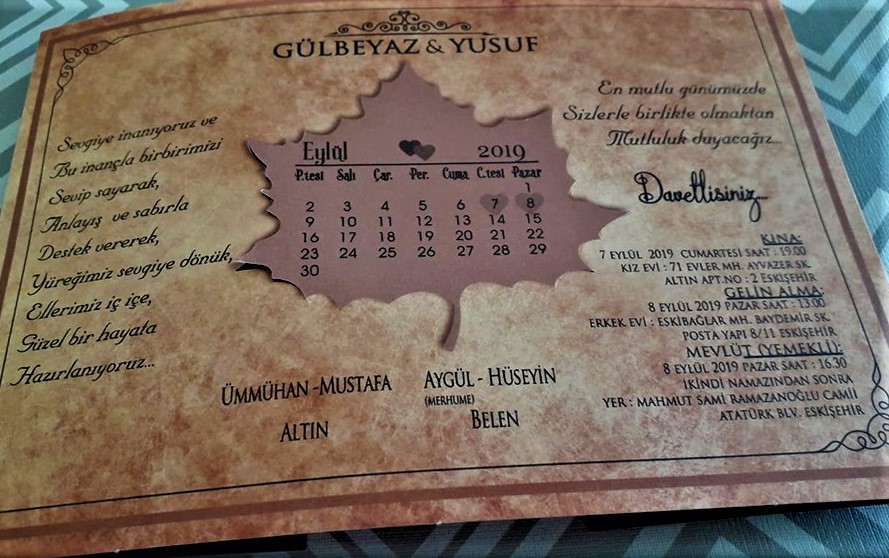 GÜLBEYAZ & YUSUF
Sevgiye inanıyoruz ve
Bu inançla birbirimizi
Sevip sayarak,
Anlayış ve sabırla
Destek vererek,
Yüreğimiz sevgiye dönük,
Ellerimiz iç içe,
Güzel bir hayata
Hazırlanıyoruz...
Eylül 2019
P.tesi Salı Çar. Per. Cuma C.tesi Pazar
1
2 3 4 5 6 7 8
9 10 11 12 13 14 15
16 17 18 19 20 21 22
23 24 25 26 27 28 29
30
En mutlu günümüzde
Sizlerle birlikte olmaktan
Mutluluk duyacağız...
Davetlisiniz...
KINA:
7 EYLÜL 2019 CUMARTESİ SAAT : 19.00
KIZ EVİ : 71 EVLER MH. AYVAZER SK.
ALTIN APT.NO : 2 ESKİŞEHİR
GELİN ALMA:
8 EYLÜL 2019 PAZAR SAAT : 13.00
ERKEK EVİ : ESKİBAĞLAR MH. BAYDEMİR SK.
POSTA YAPI 8/11 ESKİŞEHİR
MEVLÜT (YEMEKLİ):
8 EYLÜL 2019 PAZAR SAAT : 16.30
İKİNDİ NAMAZINDAN SONRA
YER : MAHMUT SAMİ RAMAZANOĞLU CAMİİ
ATATÜRK BLV. ESKİŞEHİR
ÜMMÜHAN -MUSTAFA
ALTIN
AYGÜL - HÜSEYİN
(MERHUME)
BELEN